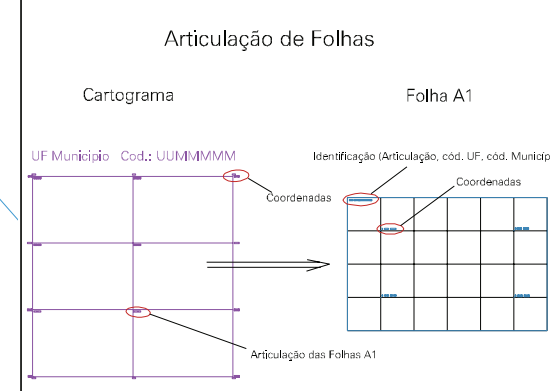 Articulação de Folhas
Cartograma
Folha A1
UF Municipio Cod.: UUMMMMM
Identificação (Articulação, cód. UF, cód. Municíp
Coordenadas
Coordenadas
Articulação das Folhas A1